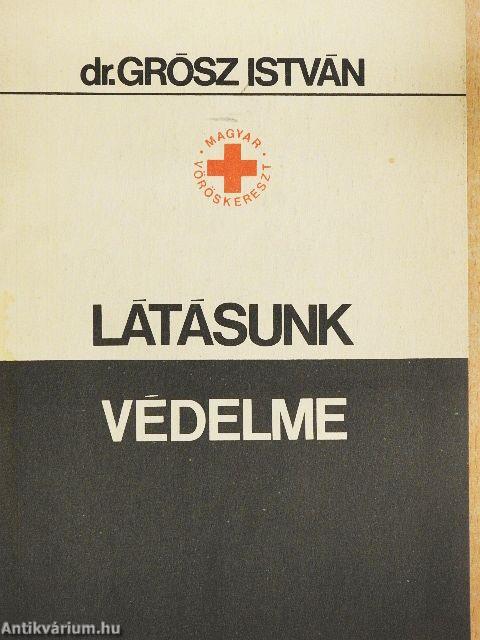 dr. GRÓSZ ISTVÁN
· MAGYAR ·
VÖRÖSKERESZT
LÁTÁSUNK
VÉDELME
Antikvárium.hu